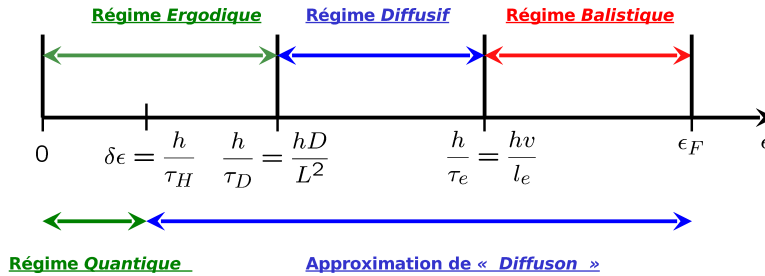 Régime Ergodique Régime Diffusif Régime Balistique
0 δϵ = h/τ_H h/τ_D = hD/L² h/τ_e = hv/l_e ϵ_F ϵ
Régime Quantique Approximation de « Diffuson »